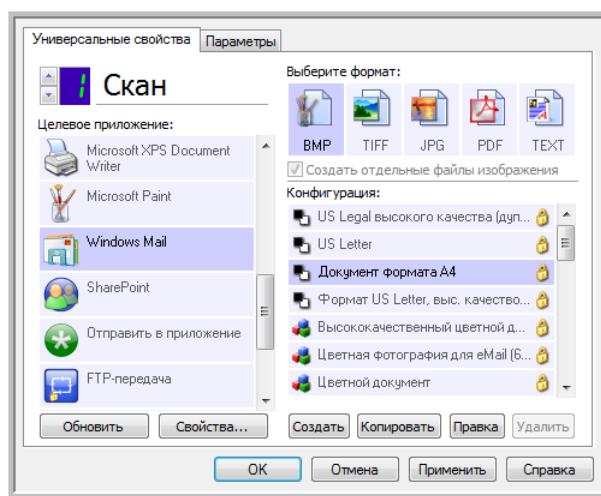 Универсальные свойства
Параметры
1
Скан
Целевое приложение:
Microsoft XPS Document
Writer
Microsoft Paint
Windows Mail
SharePoint
Отправить в приложение
FTP-передача
Обновить
Свойства...
Выберите формат:
BMP
TIFF
JPG
PDF
TEXT
Создать отдельные файлы изображения
Конфигурация:
US Legal высокого качества (дуп...
US Letter
Документ формата A4
Формат US Letter, выс. качество...
Высококачественный цветной д...
Цветная фотография для eMail (6...
Цветной документ
Создать
Копировать
Правка
Удалить
OK
Отмена
Применить
Справка